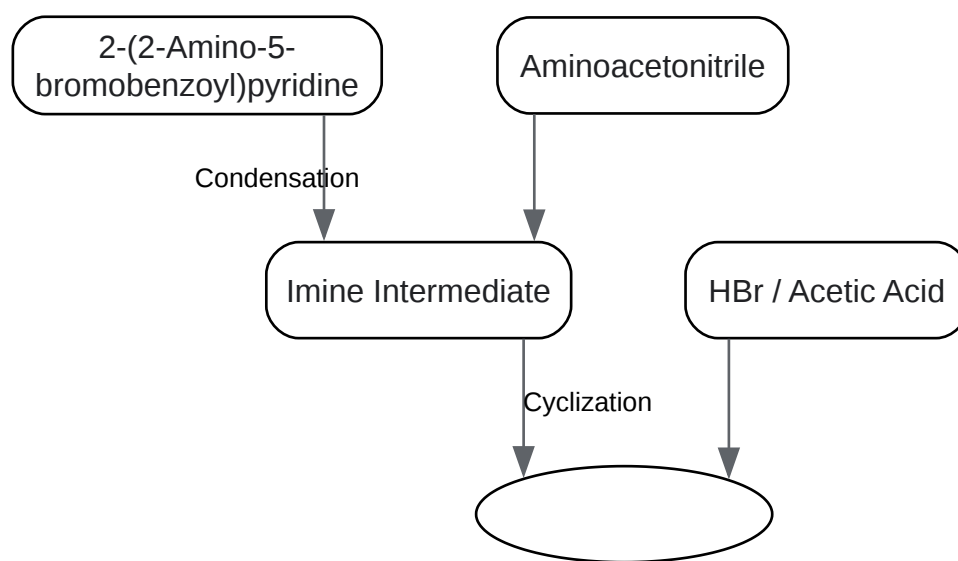 2-(2-Amino-5-
bromobenzoyl)pyridine
Aminoacetonitrile
Condensation
Imine Intermediate
HBr / Acetic Acid
Cyclization